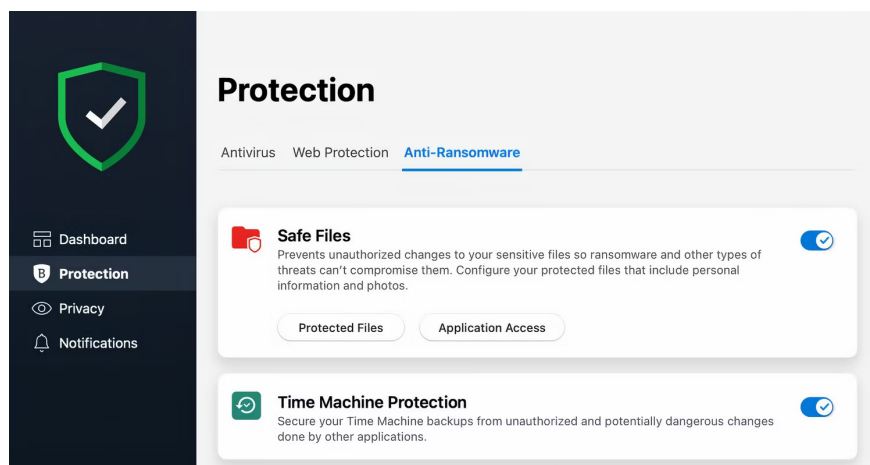 Protection
Antivirus Web Protection Anti-Ransomware
Dashboard
B Protection
Privacy
Notifications
Safe Files
Prevents unauthorized changes to your sensitive files so ransomware and other types of
threats can't compromise them. Configure your protected files that include personal
information and photos.
Protected Files Application Access
Time Machine Protection
Secure your Time Machine backups from unauthorized and potentially dangerous changes
done by other applications.